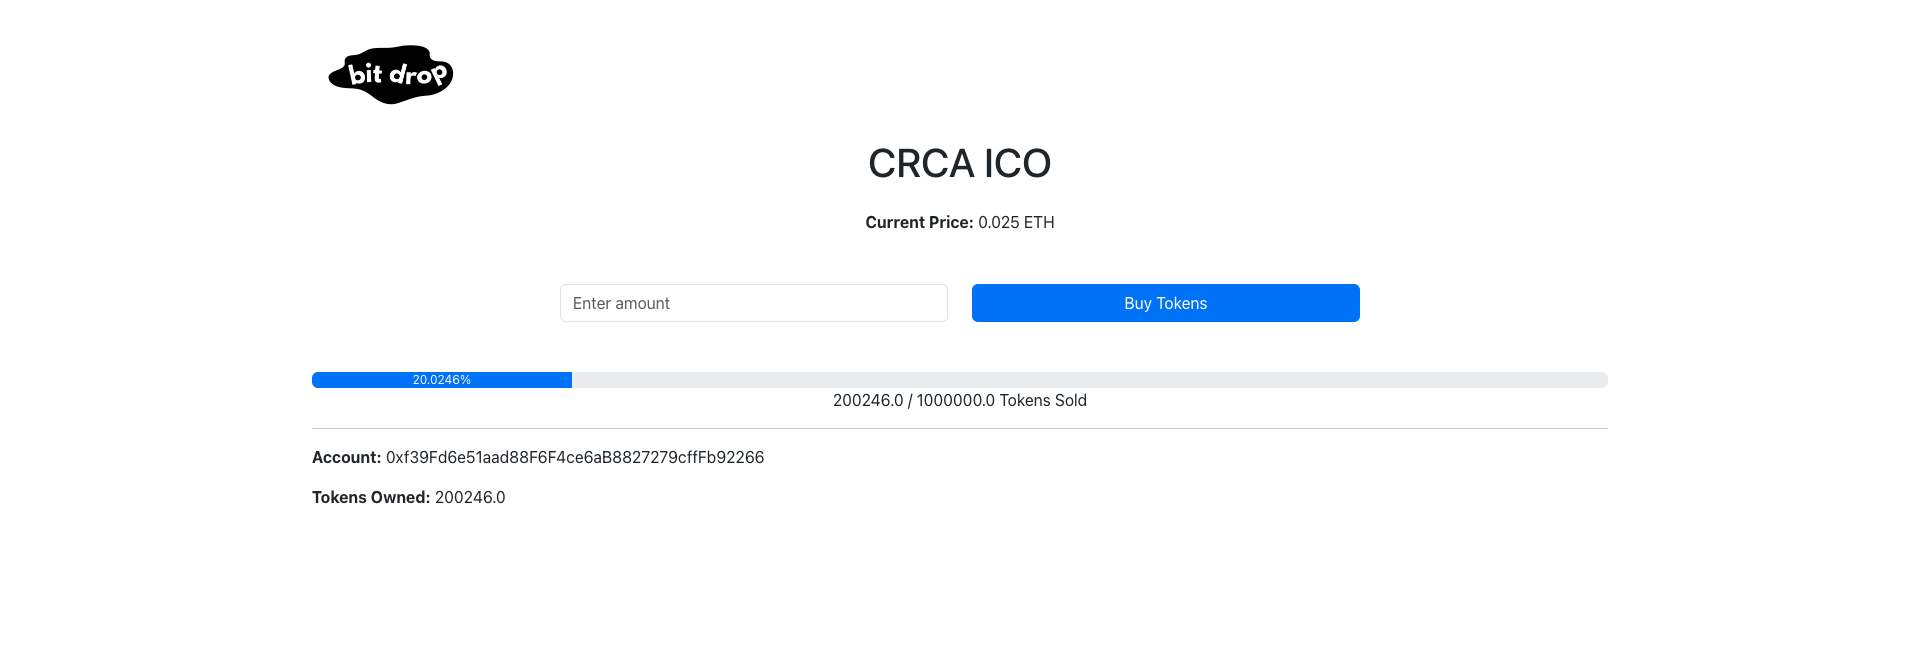 bit drop
CRCA ICO
Current Price: 0.025 ETH
Enter amount
Buy Tokens
20.0246%
200246.0 / 1000000.0 Tokens Sold
Account: 0xf39Fd6e51aad88F6F4ce6aB8827279cffFb92266
Tokens Owned: 200246.0